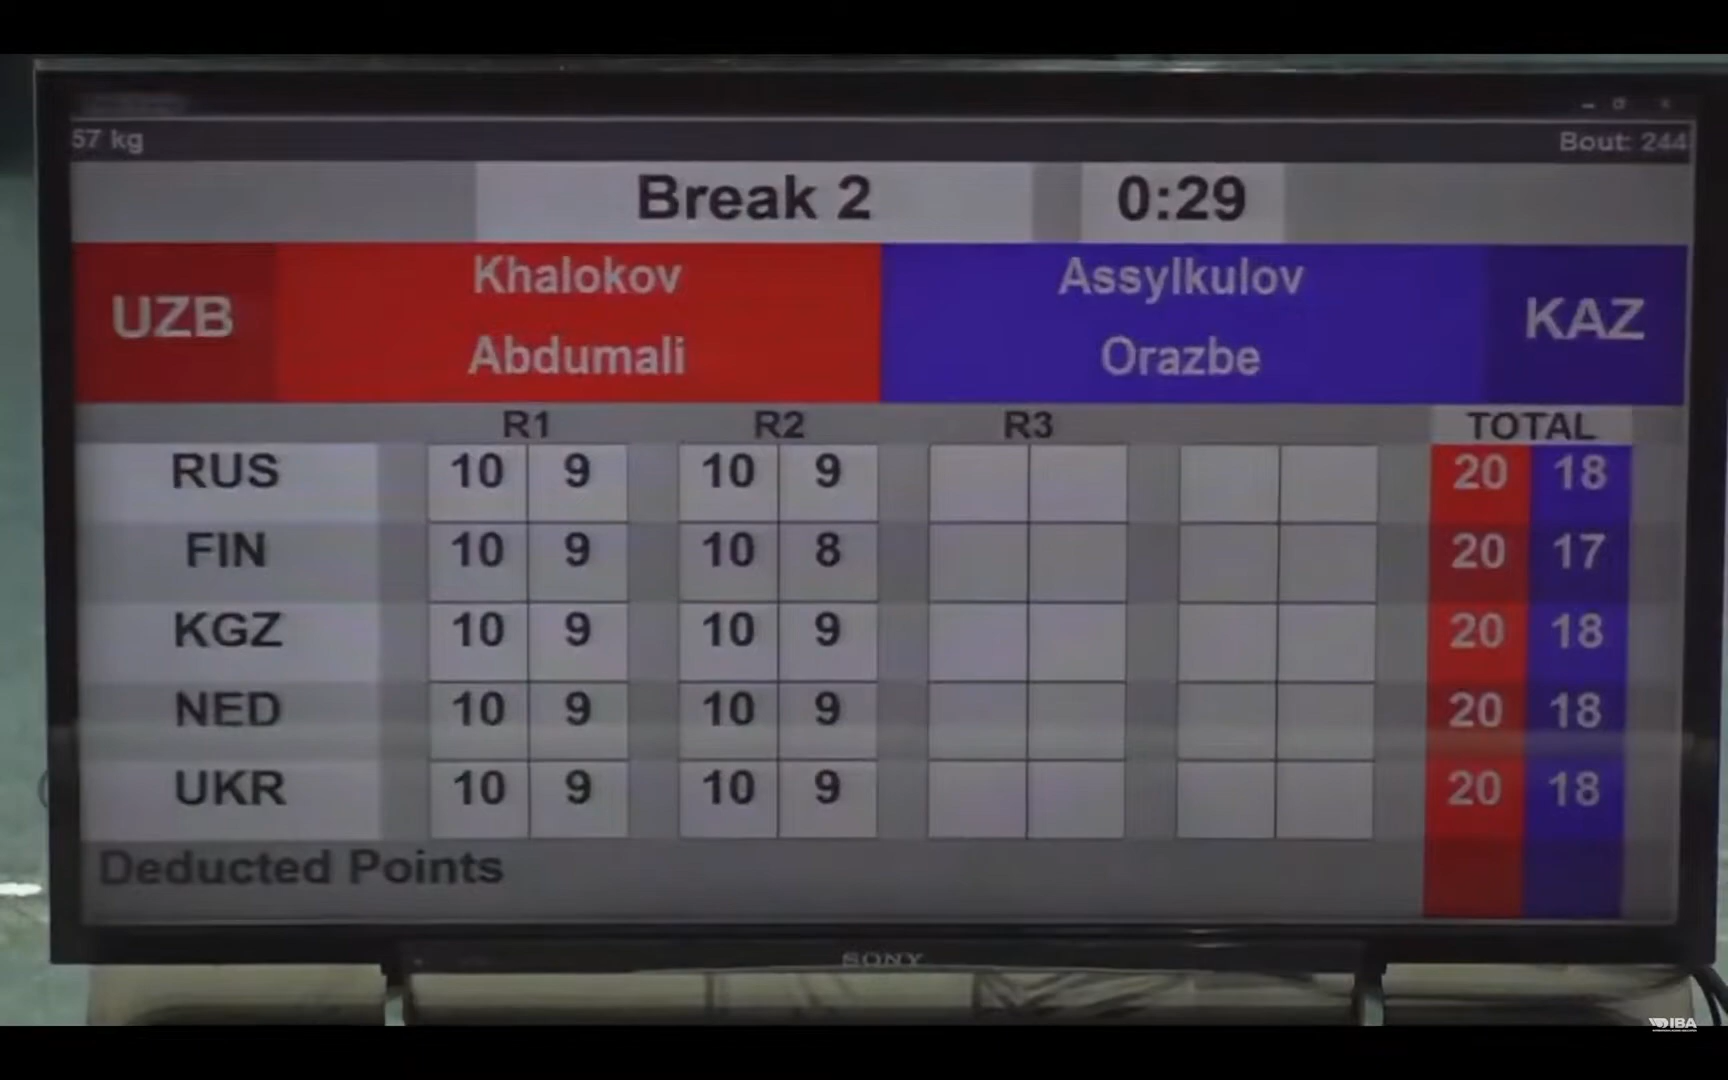 57 kg Bout: 244
Break 2 0:29
UZB Khalokov Abdumali Assylkulov Orazbe KAZ
R1 R2 R3 TOTAL
RUS 10 9 10 9 20 18
FIN 10 9 10 8 20 17
KGZ 10 9 10 9 20 18
NED 10 9 10 9 20 18
UKR 10 9 10 9 20 18
Deducted Points
SONY
IBA